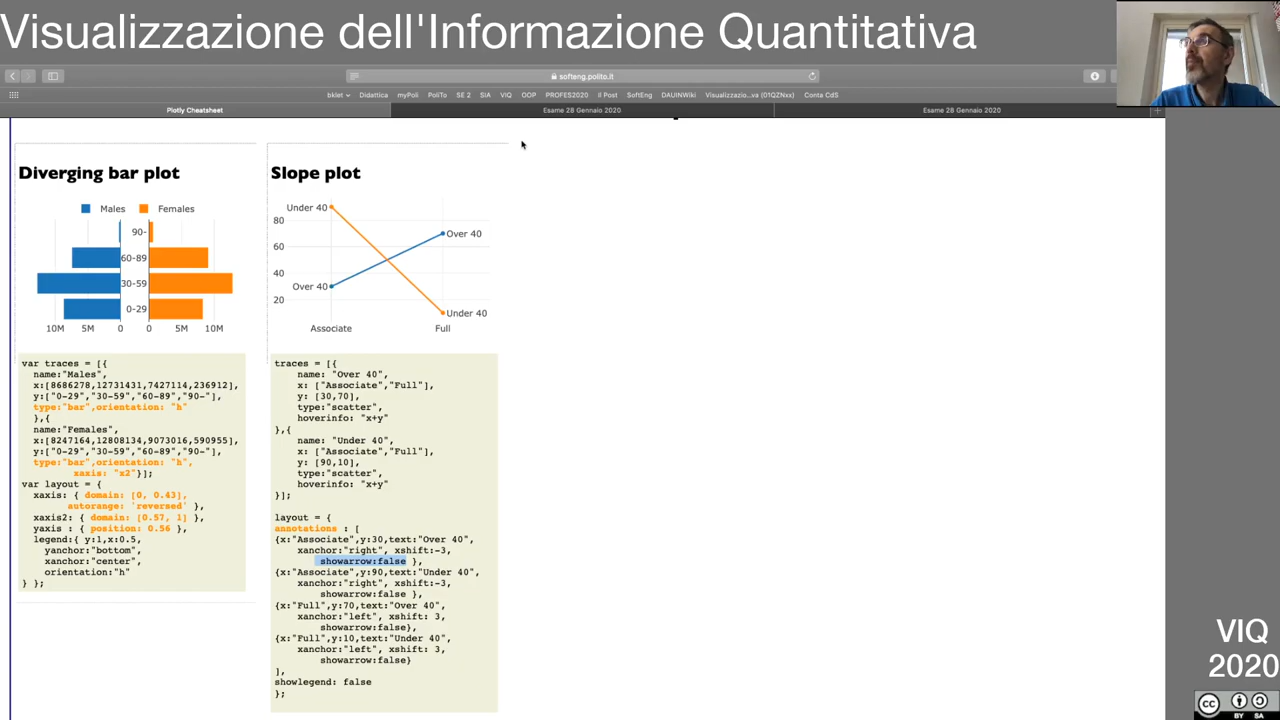 Visualizzazione dell'Informazione Quantitativa
softeng.polito.it
bklet Didattica myPoli PoliTo SE 2 SIA VIQ OOP PROFES2020 Il Post SoftEng DAUINWiki Visualizzazio...va (01QZNxx) Conta CdS
Plotly Cheatsheet Esame 28 Gennaio 2020 Esame 28 Gennaio 2020
Diverging bar plot
Males Females
90-
60-89
30-59
0-29
10M 5M 0 0 5M 10M
var traces = [{
name:"Males",
x:[8686278,12731431,7427114,236912],
y:["0-29","30-59","60-89","90-"],
type:"bar",orientation: "h"
},{
name:"Females",
x:[8247164,12808134,9073016,590955],
y:["0-29","30-59","60-89","90-"],
type:"bar",orientation: "h",
xaxis: "x2"}];
var layout = {
xaxis: { domain: [0, 0.43],
autorange: 'reversed' },
xaxis2: { domain: [0.57, 1] },
yaxis : { position: 0.56 },
legend:{ y:1,x:0.5,
yanchor:"bottom",
xanchor:"center",
orientation:"h"
} };
Slope plot
Under 40
80
Over 40
60
40
Over 40
20
Under 40
Associate Full
traces = [{
name: "Over 40",
x: ["Associate","Full"],
y: [30,70],
type:"scatter",
hoverinfo: "x+y"
},{
name: "Under 40",
x: ["Associate","Full"],
y: [90,10],
type:"scatter",
hoverinfo: "x+y"
}];
layout = {
annotations : [
{x:"Associate",y:30,text:"Over 40",
xanchor:"right", xshift:-3,
showarrow:false },
{x:"Associate",y:90,text:"Under 40",
xanchor:"right", xshift:-3,
showarrow:false },
{x:"Full",y:70,text:"Over 40",
xanchor:"left", xshift: 3,
showarrow:false},
{x:"Full",y:10,text:"Under 40",
xanchor:"left", xshift: 3,
showarrow:false}
],
showlegend: false
};
VIQ
2020
cc
BY SA